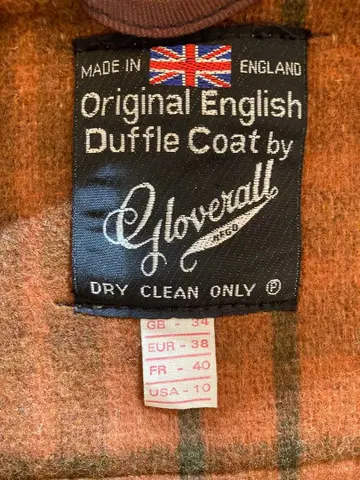 MADE IN ENGLAND
Original English
Duffle Coat by
Gloverall
REGD
DRY CLEAN ONLY Ⓟ
GB - 34
EUR - 38
FR - 40
USA - 10